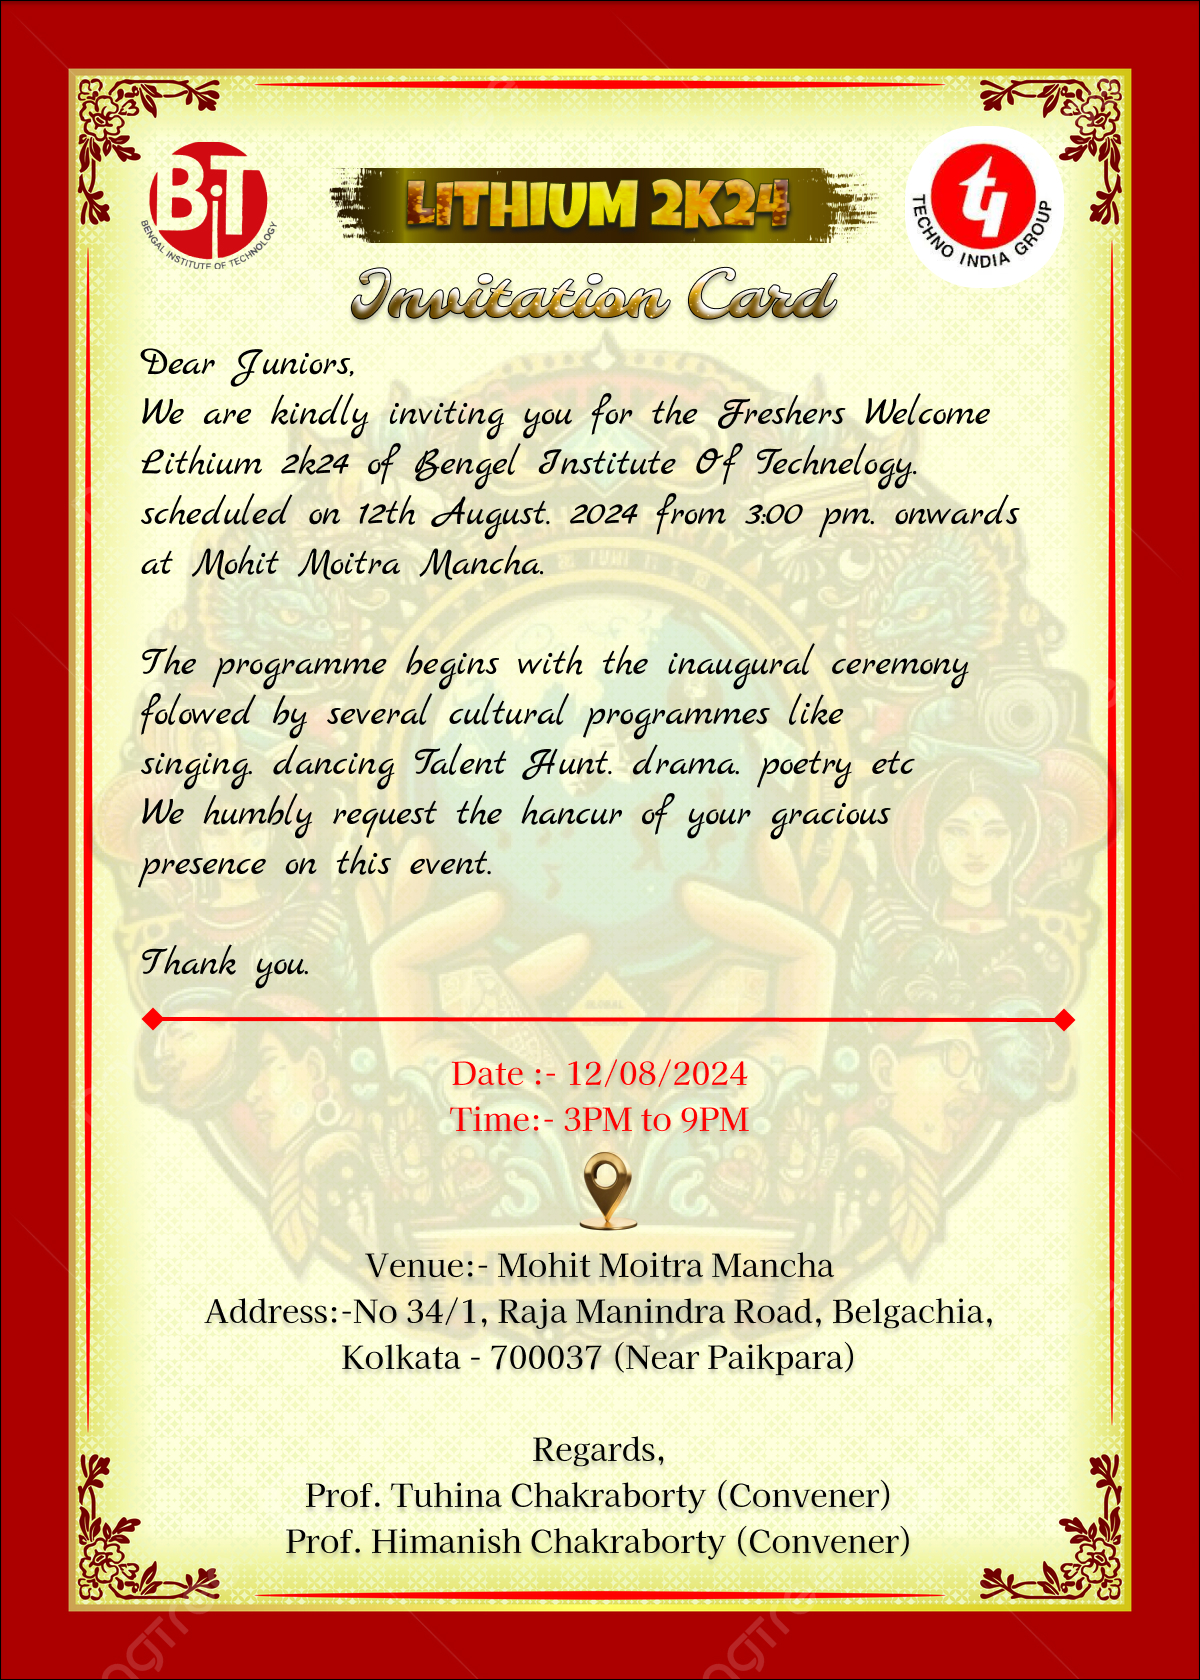 BiT
BENGAL INSTITUTE OF TECHNOLOGY
LITHIUM 2K24
TECHNO INDIA GROUP
Invitation Card
Dear Juniors,
We are kindly inviting you for the Freshers Welcome
Lithium 2k24 of Bengel Institute Of Technelogy.
scheduled on 12th August. 2024 from 3:00 pm. onwards
at Mohit Moitra Mancha.
The programme begins with the inaugural ceremony
folowed by several cultural programmes like
singing. dancing Talent Hunt. drama. poetry etc
We humbly request the hancur of your gracious
presence on this event.
Thank you.
GLOBAL
Date :- 12/08/2024
Time:- 3PM to 9PM
Venue:- Mohit Moitra Mancha
Address:-No 34/1, Raja Manindra Road, Belgachia,
Kolkata - 700037 (Near Paikpara)
Regards,
Prof. Tuhina Chakraborty (Convener)
Prof. Himanish Chakraborty (Convener)